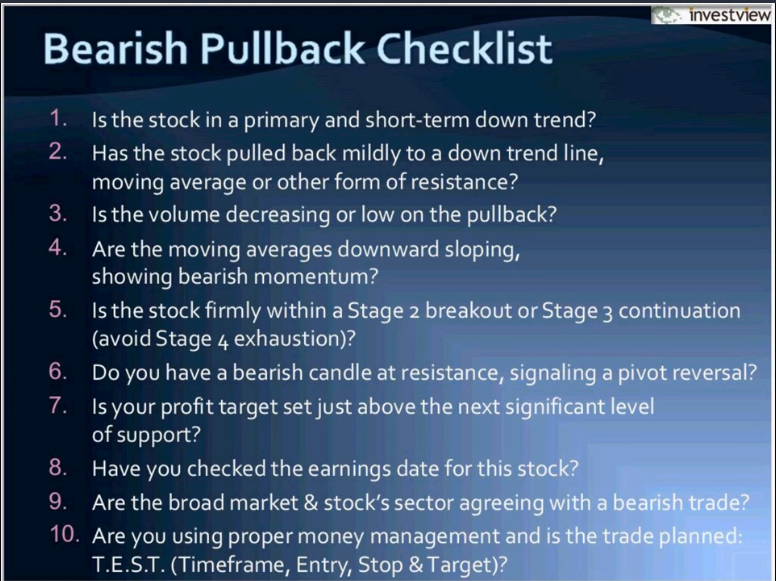 investview
Bearish Pullback Checklist
1. Is the stock in a primary and short-term down trend?
2. Has the stock pulled back mildly to a down trend line,
moving average or other form of resistance?
3. Is the volume decreasing or low on the pullback?
4. Are the moving averages downward sloping,
showing bearish momentum?
5. Is the stock firmly within a Stage 2 breakout or Stage 3 continuation
(avoid Stage 4 exhaustion)?
6. Do you have a bearish candle at resistance, signaling a pivot reversal?
7. Is your profit target set just above the next significant level
of support?
8. Have you checked the earnings date for this stock?
9. Are the broad market & stock's sector agreeing with a bearish trade?
10. Are you using proper money management and is the trade planned:
T.E.S.T. (Timeframe, Entry, Stop & Target)?